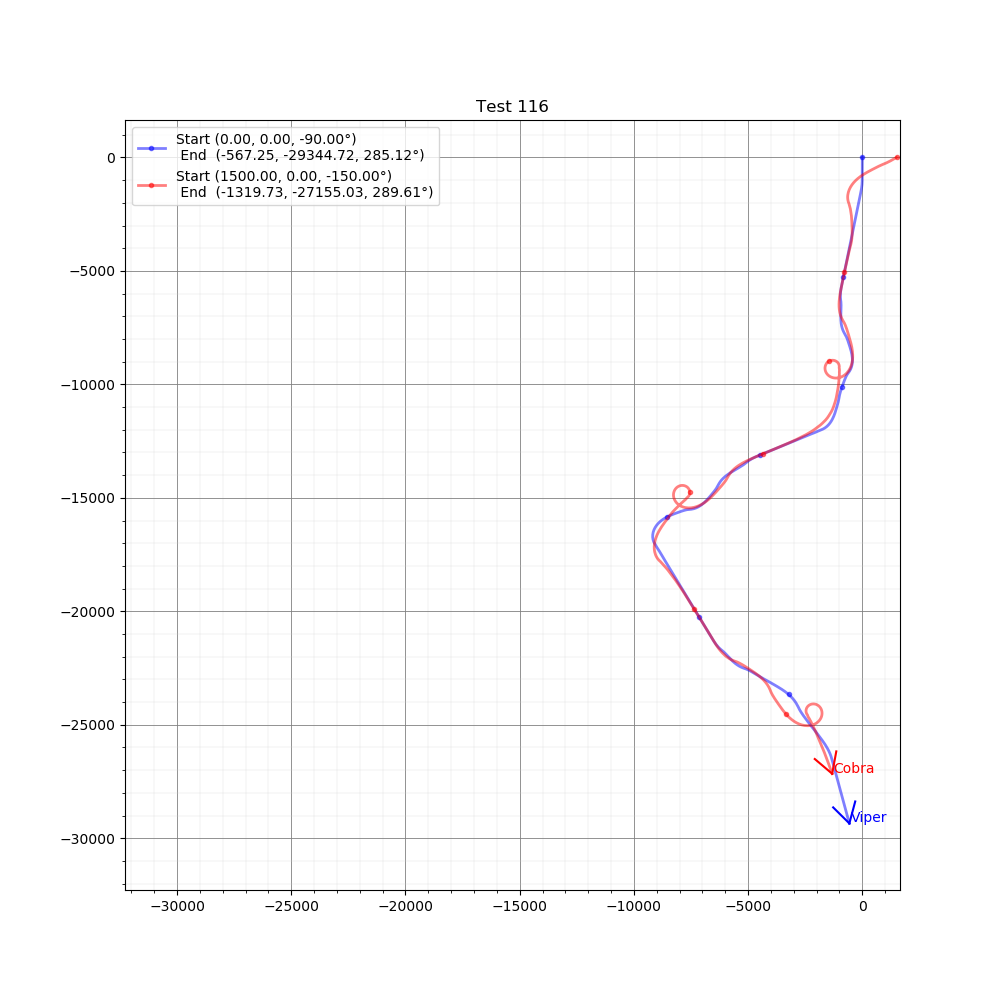 Test 116
Start (0.00, 0.00, -90.00°)
End  (-567.25, -29344.72, 285.12°)
Start (1500.00, 0.00, -150.00°)
End  (-1319.73, -27155.03, 289.61°)
0
−5000
−10000
−15000
−20000
−25000
−30000
Cobra
Viper
−30000
−25000
−20000
−15000
−10000
−5000
0